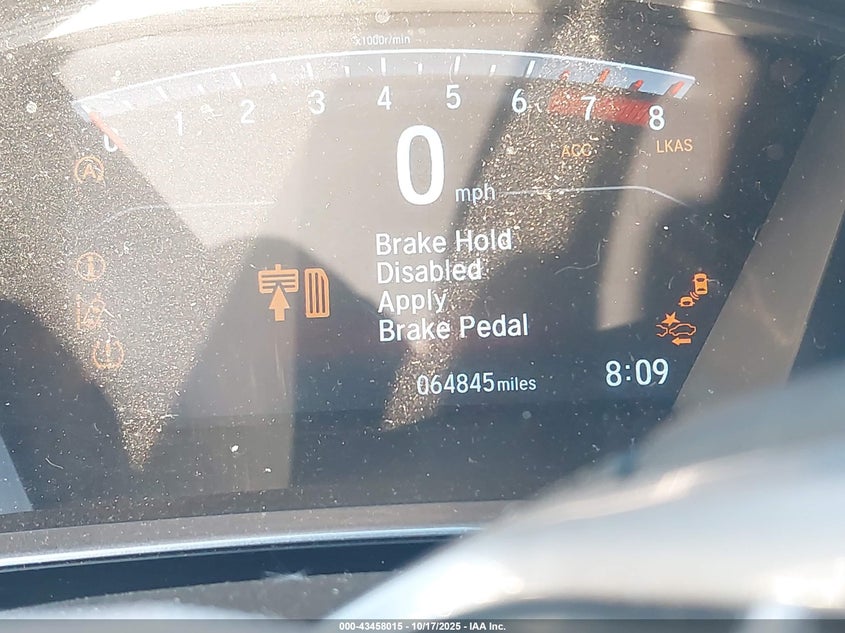 x1000r/min
0 1 2 3 4 5 6 7 8
ACC LKAS
A
0 mph
Brake Hold
Disabled
Apply
Brake Pedal
064845 miles
8:09
000-43458015 - 10/17/2025 - IAA Inc.